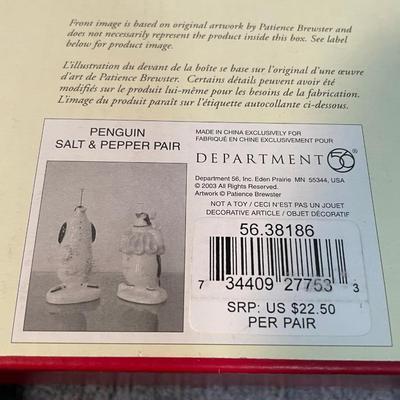 Front image is based on original artwork by Patience Brewster and
does not necessarily represent the product inside this box. See label
below for product image.
L'illustration du devant de la boîte se base sur l'original d'une œuvre
d'art de Patience Brewster. Certains détails peuvent avoir été
modifiés sur le produit lui-même pour les besoins de la fabrication.
L'image du produit paraît sur l'étiquette autocollante ci-dessous.
PENGUIN
SALT & PEPPER PAIR
MADE IN CHINA EXCLUSIVELY FOR
FABRIQUÉ EN CHINE EXCLUSIVEMENT POUR
DEPARTMENT 56®
Department 56, Inc. Eden Prairie MN 55344, USA
© 2003 All Rights Reserved
Artwork © Patience Brewster
NOT A TOY / CECI N'EST PAS UN JOUET
DECORATIVE ARTICLE / OBJET DÉCORATIF
56.38186
7 34409 27753 3
SRP: US $22.50
PER PAIR